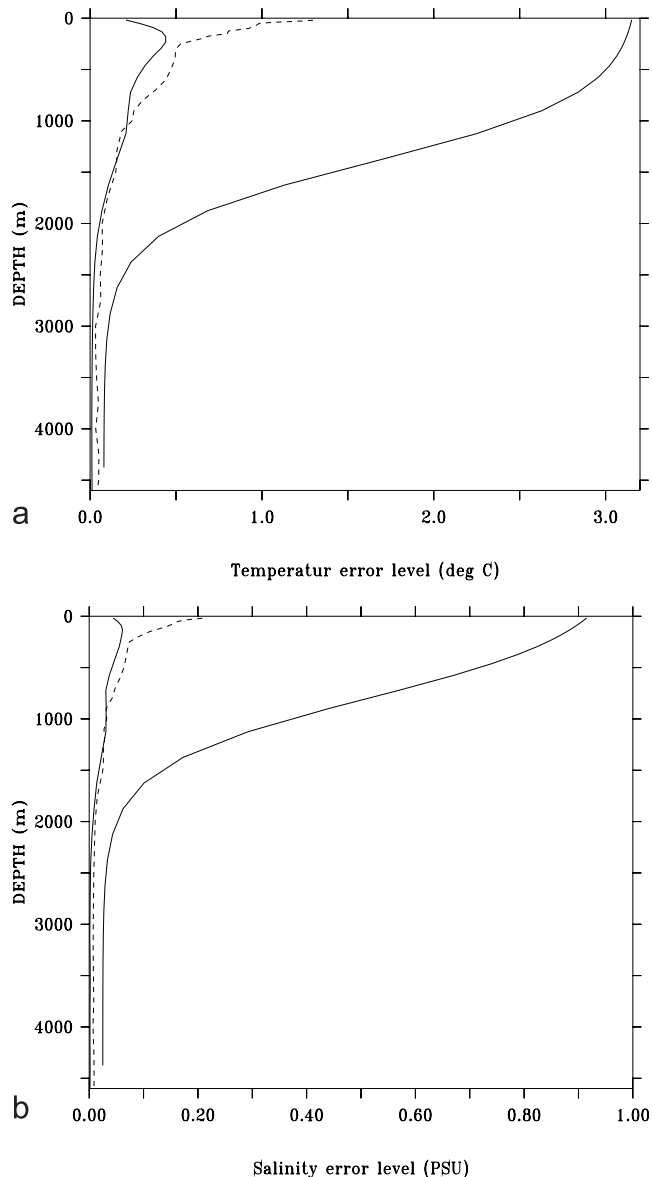 0
1000
2000
3000
4000
DEPTH (m)
a
0.0 1.0 2.0 3.0
Temperatur error level (deg C)
0
1000
2000
3000
4000
DEPTH (m)
b
0.00 0.20 0.40 0.60 0.80 1.00
Salinity error level (PSU)